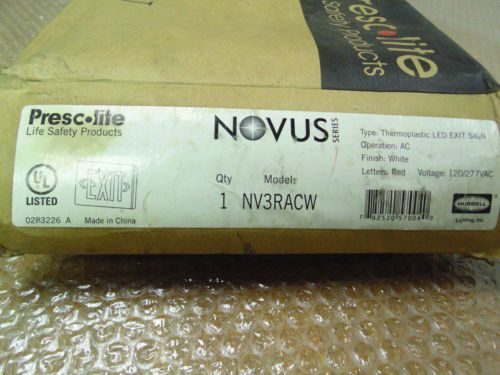 Presc•lite
Safety Products
Presc•lite
Life Safety Products
NOVUS SERIES
Type: Thermoplastic LED EXIT SIGN
Operation: AC
Finish: White
Letters: Red Voltage: 120/277VAC
UL
LISTED
EXIT
Qty Model:
1 NV3RACW
0283226 A Made in China
HUBBELL
Lighting, Inc.